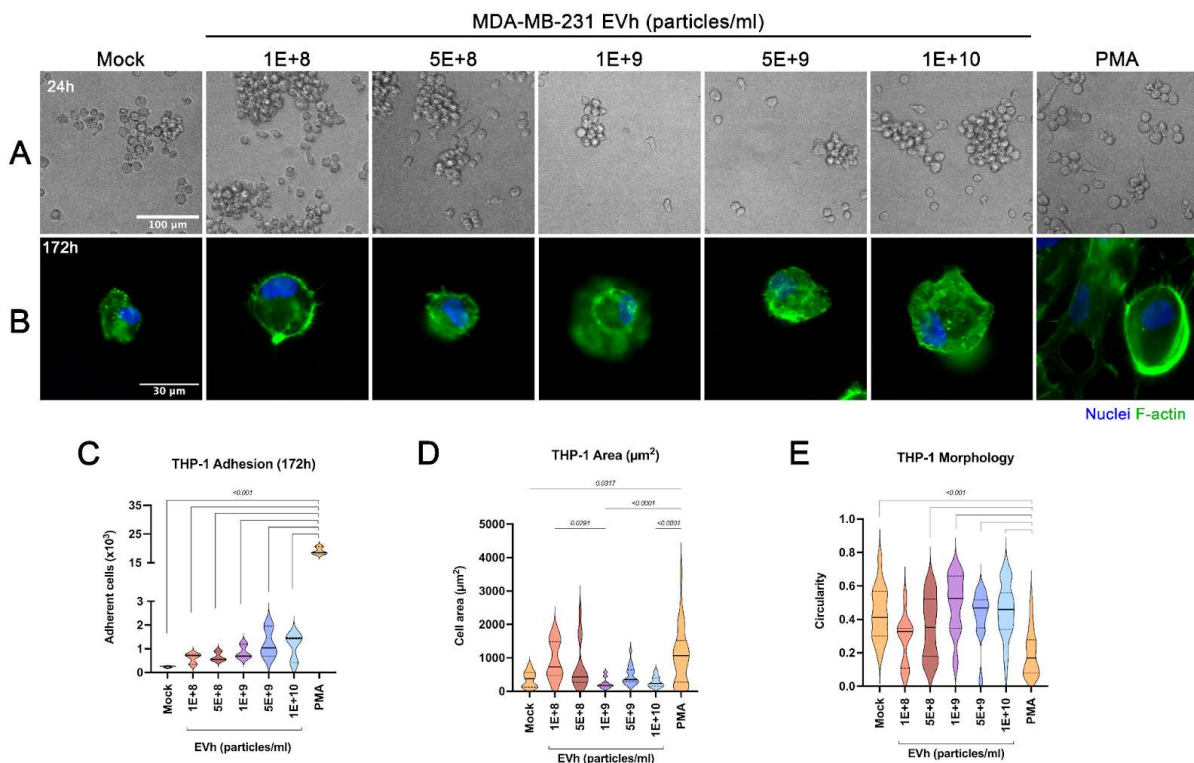 MDA-MB-231 EVh (particles/ml)
Mock 1E+8 5E+8 1E+9 5E+9 1E+10 PMA
24h
A
100 µm
172h
B
30 µm
Nuclei F-actin
C
THP-1 Adhesion (172h)
<0.001
Adherent cells (x10³)
35
25
15
3
2
1
0
Mock
1E+8
5E+8
1E+9
5E+9
1E+10
PMA
EVh (particles/ml)
D
THP-1 Area (µm²)
0.0317
<0.0001
0.0291
<0.0001
Cell area (µm²)
5000
4000
3000
2000
1000
0
Mock
1E+8
5E+8
1E+9
5E+9
1E+10
PMA
EVh (particles/ml)
E
THP-1 Morphology
<0.001
Circularity
1.0
0.8
0.6
0.4
0.2
0.0
Mock
1E+8
5E+8
1E+9
5E+9
1E+10
PMA
EVh (particles/ml)